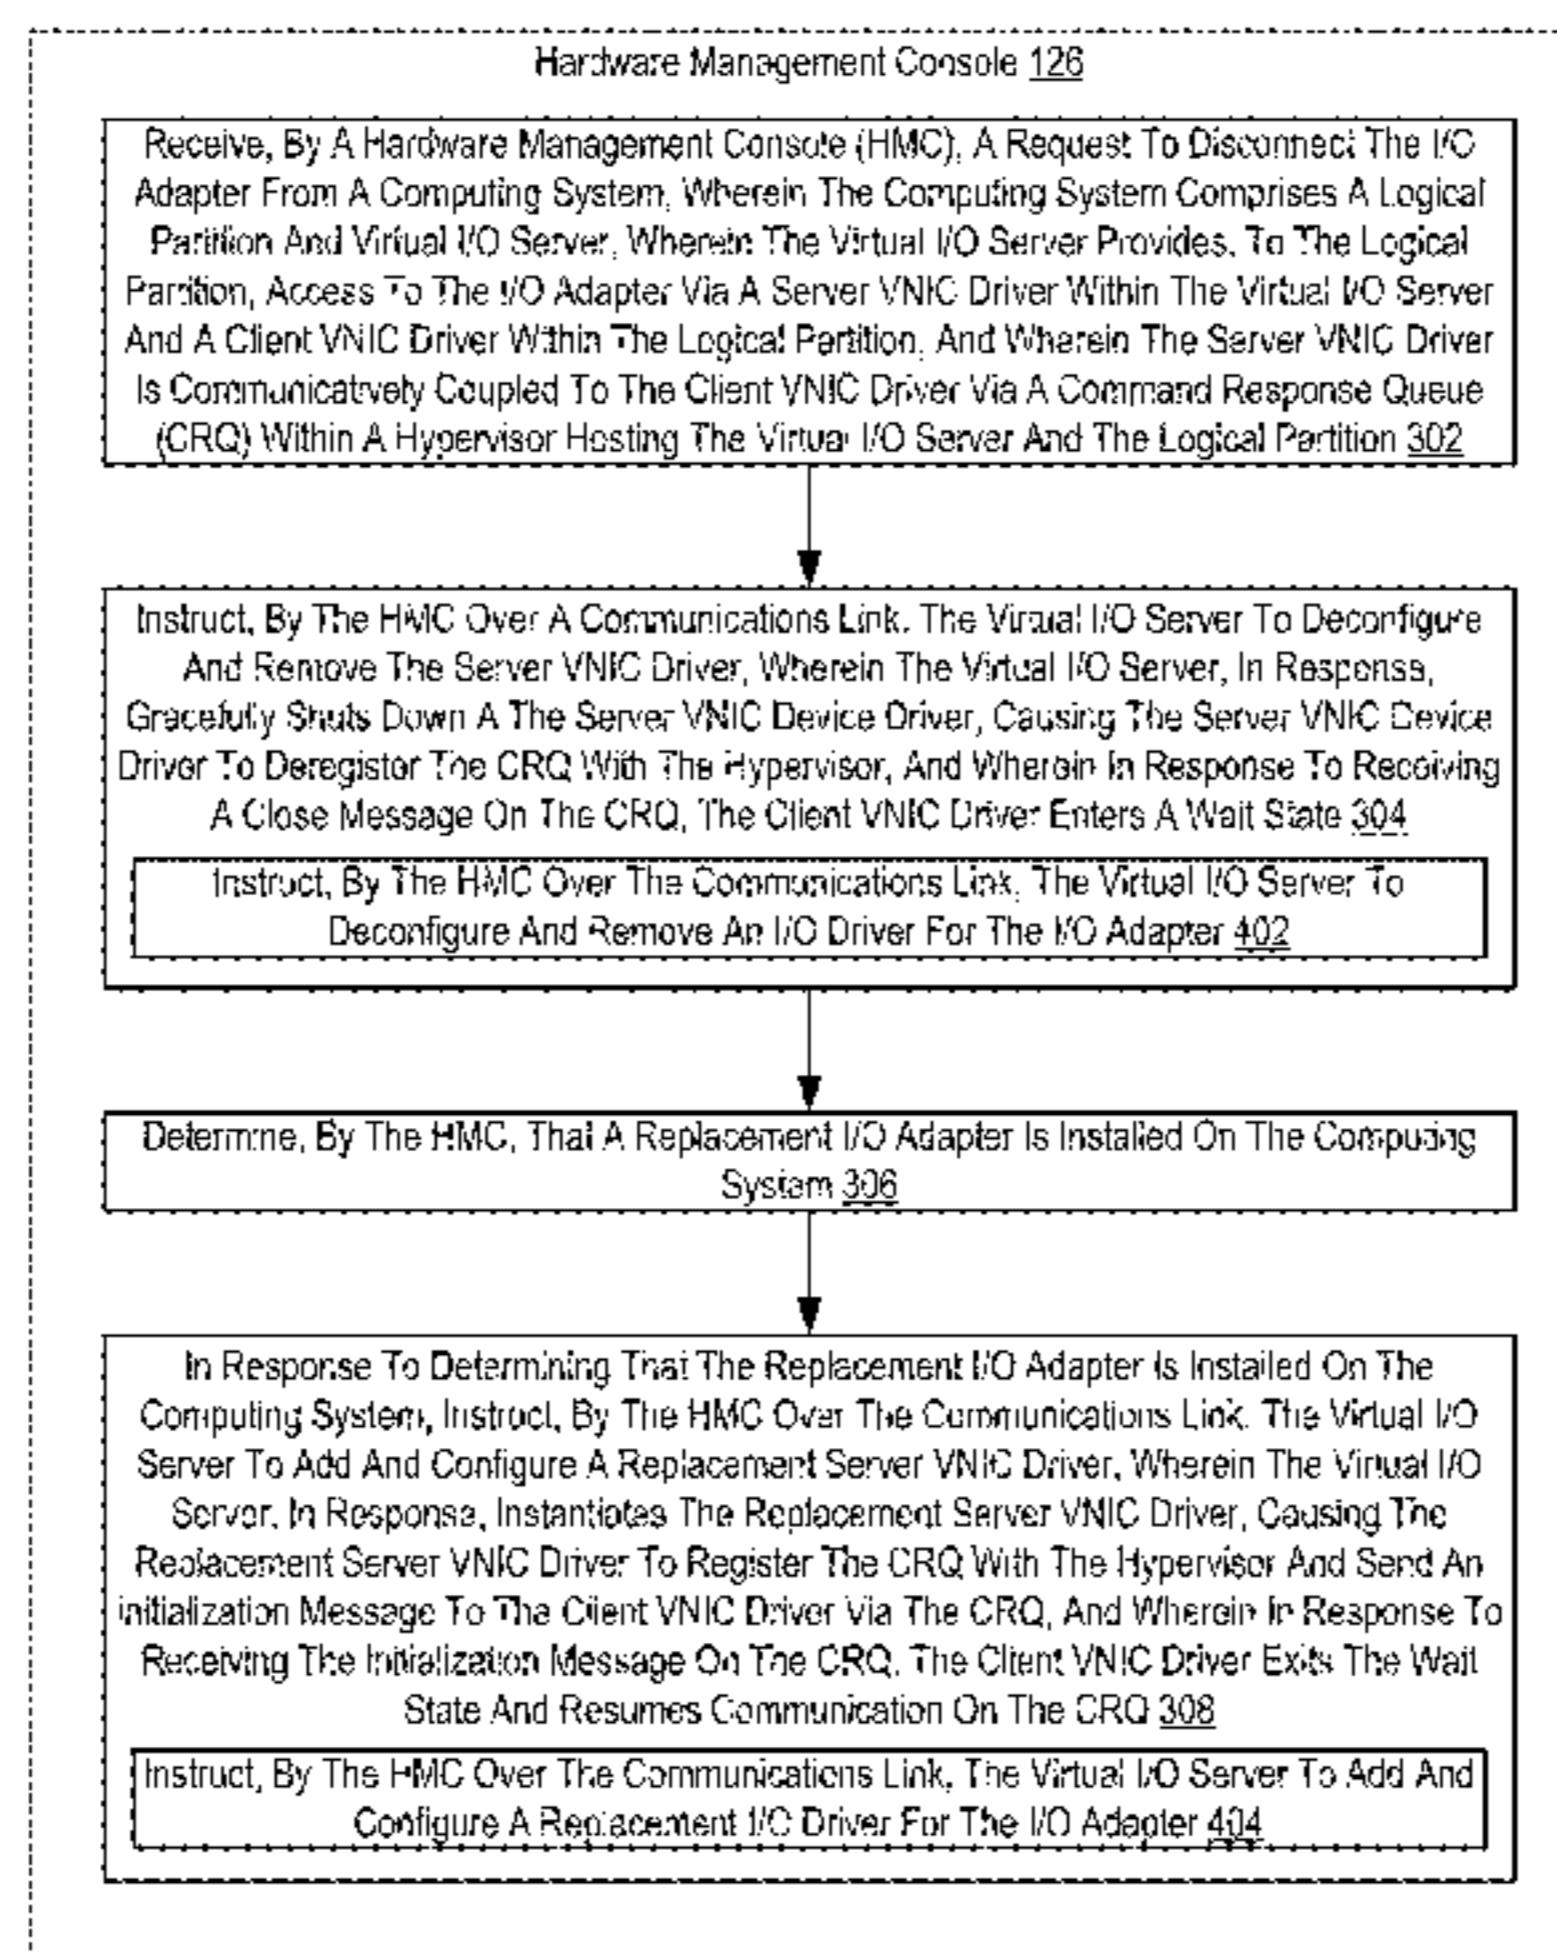 Hardware Management Console 126
Receive, By A Hardware Management Console (HMC), A Request To Disconnect The I/O
Adapter From A Computing System, Wherein The Computing System Comprises A Logical
Partition And Virtual I/O Server, Wherein The Virtual I/O Server Provides, To The Logical
Partition, Access To The I/O Adapter Via A Server VNIC Driver Within The Virtual I/O Server
And A Client VNIC Driver Within The Logical Partition, And Wherein The Server VNIC Driver
Is Communicatively Coupled To The Client VNIC Driver Via A Command Response Queue
(CRQ) Within A Hypervisor Hosting The Virtual I/O Server And The Logical Partition 302
Instruct, By The HMC Over A Communications Link, The Virtual I/O Server To Deconfigure
And Remove The Server VNIC Driver, Wherein The Virtual I/O Server, In Response,
Gracefully Shuts Down A The Server VNIC Device Driver, Causing The Server VNIC Device
Driver To Deregister The CRQ With The Hypervisor, And Wherein In Response To Receiving
A Close Message On The CRQ, The Client VNIC Driver Enters A Wait State 304
Instruct, By The HMC Over The Communications Link, The Virtual I/O Server To
Deconfigure And Remove An I/O Driver For The I/O Adapter 402
Determine, By The HMC, That A Replacement I/O Adapter Is Installed On The Computing
System 306
In Response To Determining That The Replacement I/O Adapter Is Installed On The
Computing System, Instruct, By The HMC Over The Communications Link, The Virtual I/O
Server To Add And Configure A Replacement Server VNIC Driver, Wherein The Virtual I/O
Server, In Response, Instantiates The Replacement Server VNIC Driver, Causing The
Replacement Server VNIC Driver To Register The CRQ With The Hypervisor And Send An
Initialization Message To The Client VNIC Driver Via The CRQ, And Wherein In Response To
Receiving The Initialization Message On The CRQ, The Client VNIC Driver Exits The Wait
State And Resumes Communication On The CRQ 308
Instruct, By The HMC Over The Communications Link, The Virtual I/O Server To Add And
Configure A Replacement I/O Driver For The I/O Adapter 404